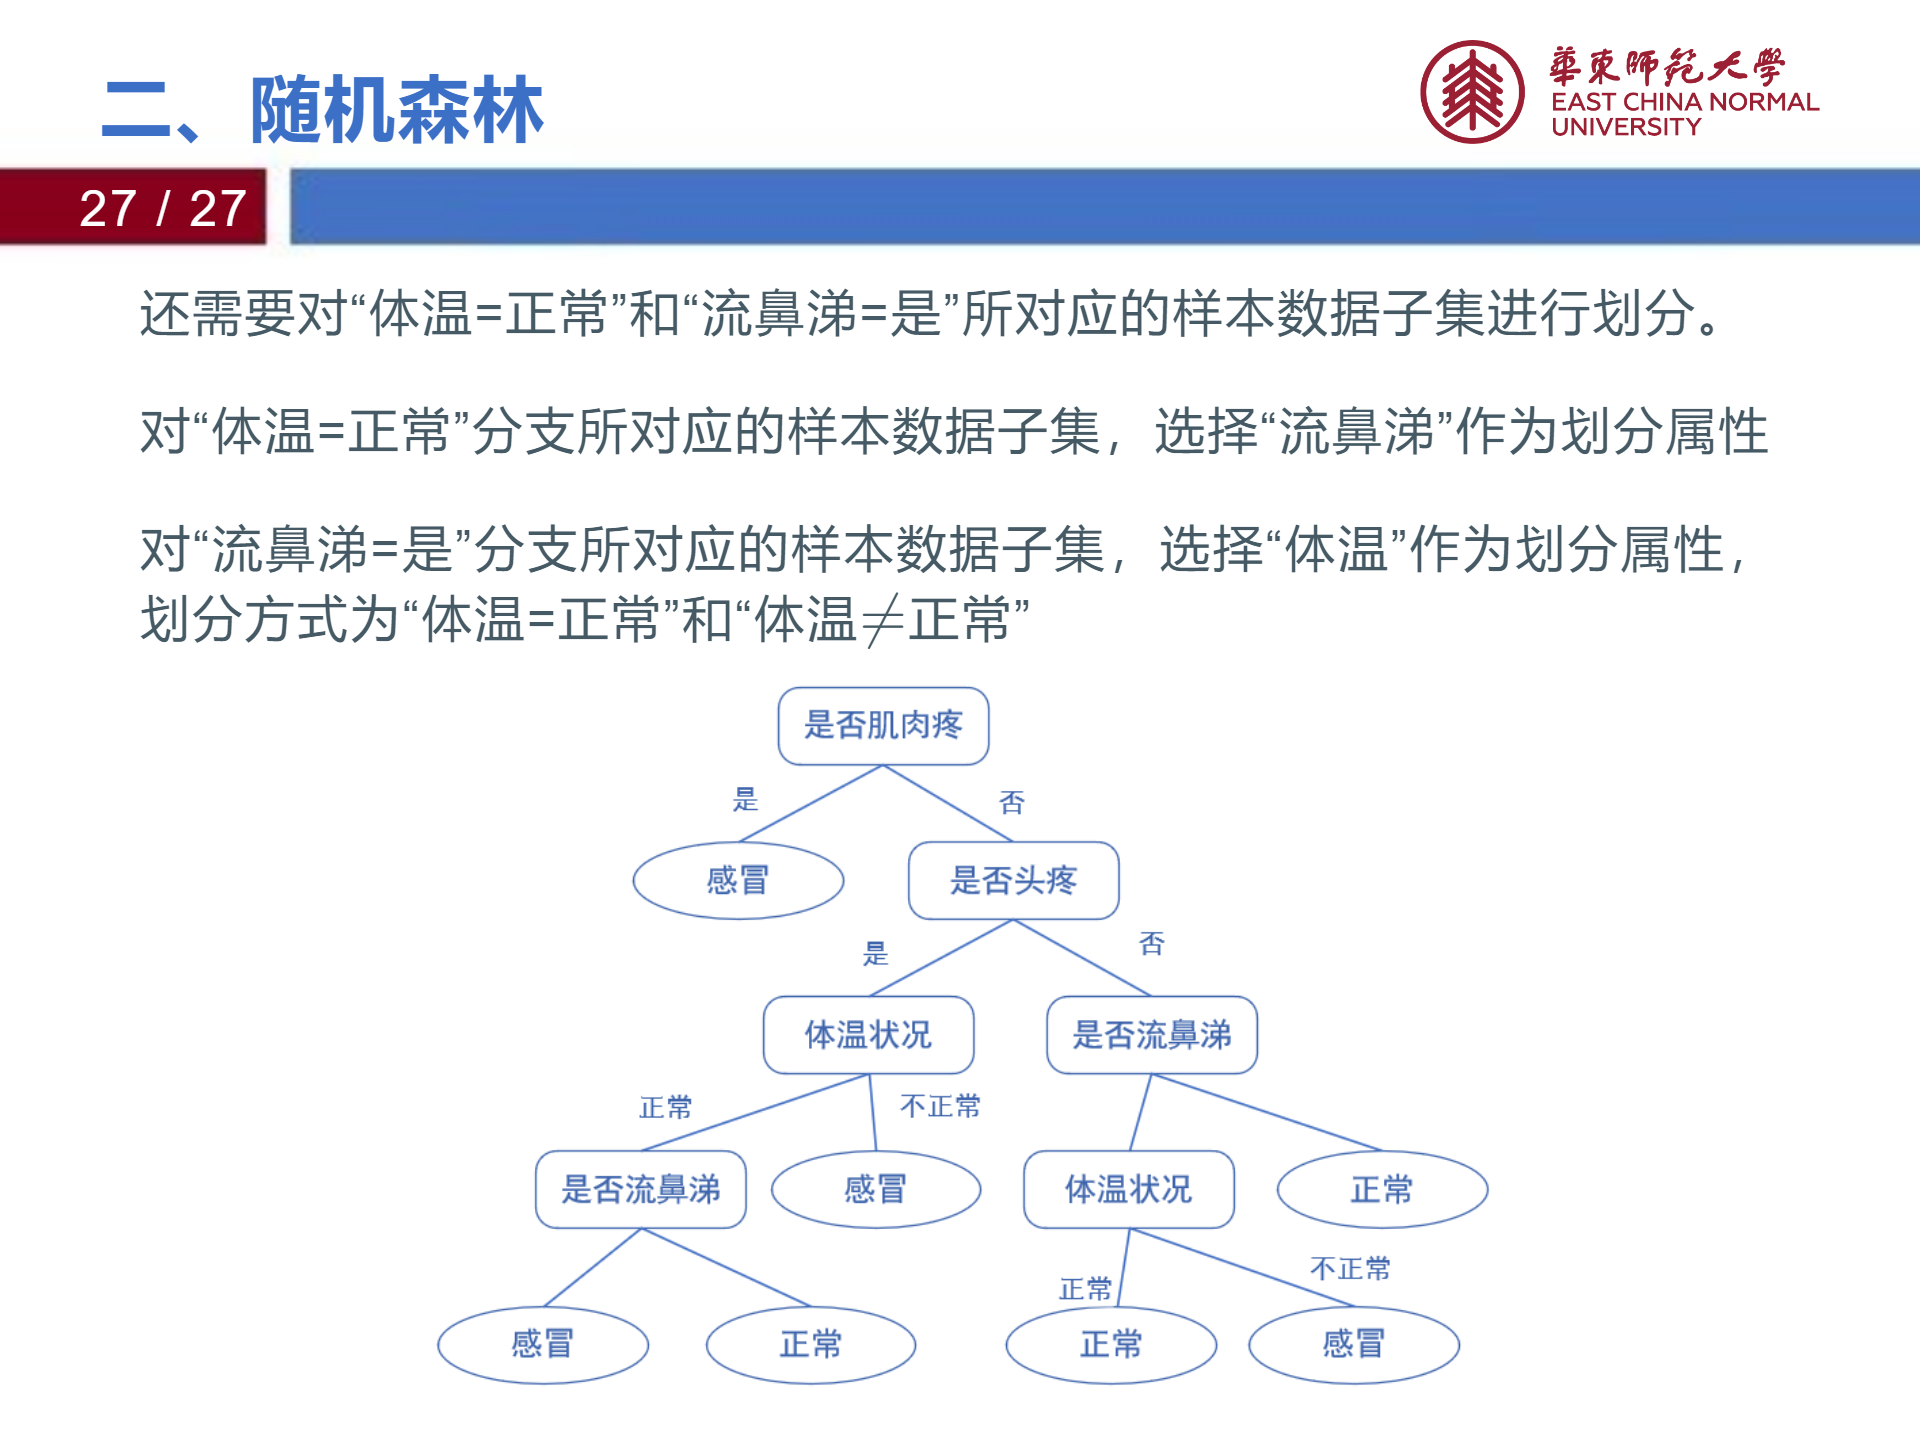 二、随机森林
華東师范大學
EAST CHINA NORMAL
UNIVERSITY
27 / 27
还需要对“体温=正常”和“流鼻涕=是”所对应的样本数据子集进行划分。
对“体温=正常”分支所对应的样本数据子集，选择“流鼻涕”作为划分属性
对“流鼻涕=是”分支所对应的样本数据子集，选择“体温”作为划分属性，
划分方式为“体温=正常”和“体温≠正常”
是否肌肉疼
是
否
感冒
是否头疼
是
否
体温状况
是否流鼻涕
正常
不正常
是否流鼻涕
感冒
体温状况
正常
正常
不正常
感冒
正常
正常
感冒